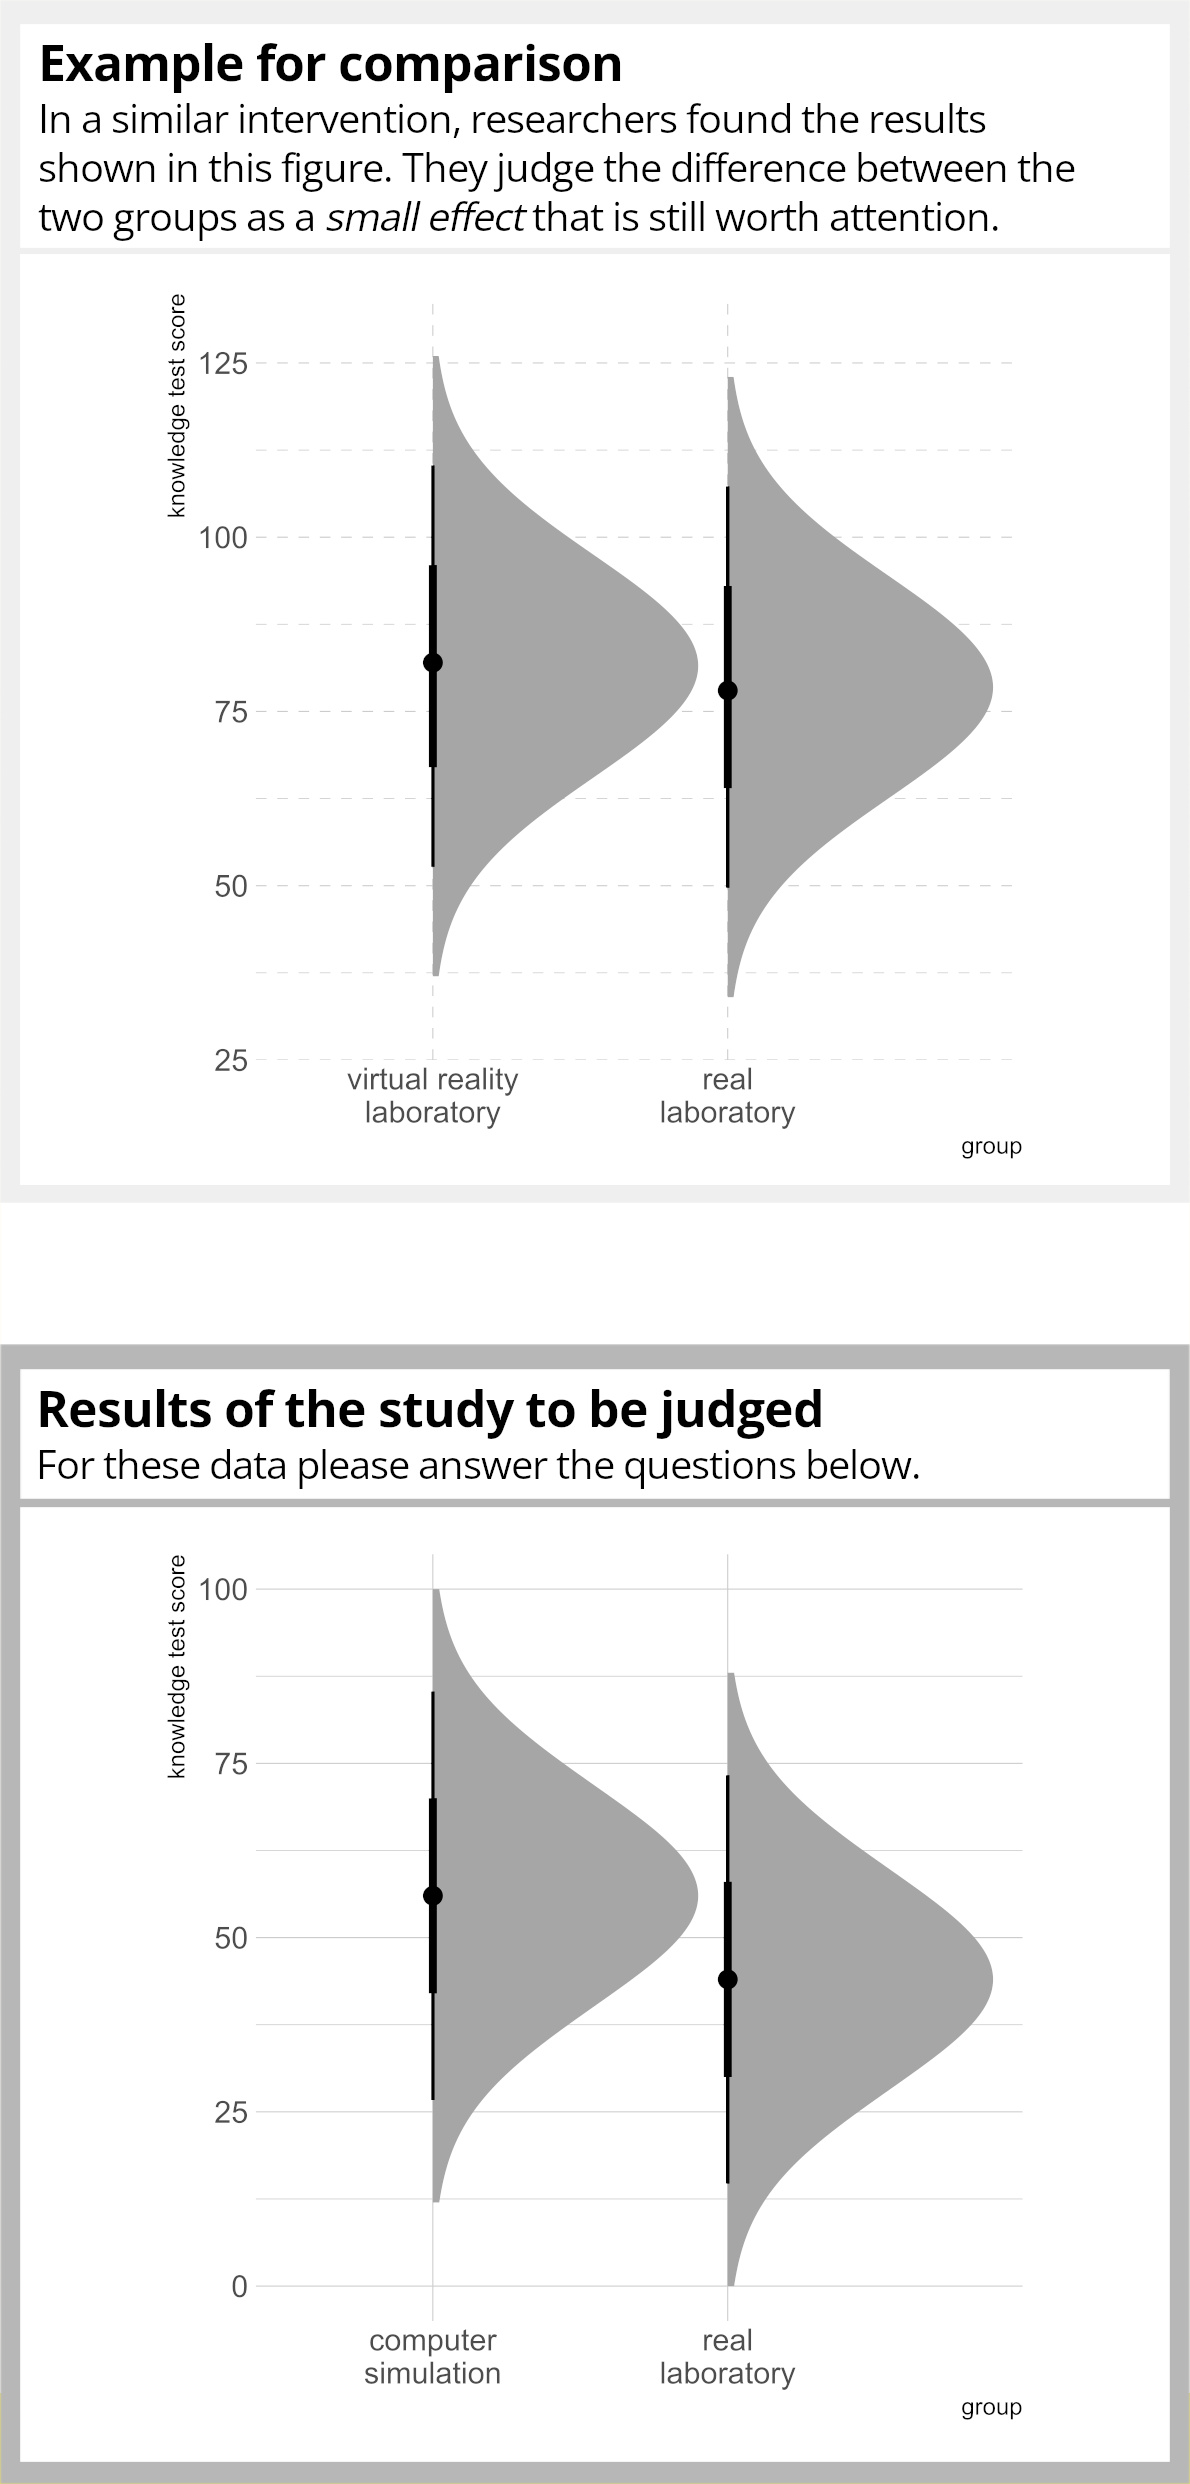 Example for comparison
In a similar intervention, researchers found the results
shown in this figure. They judge the difference between the
two groups as a small effect that is still worth attention.
knowledge test score
125
100
75
50
25
virtual reality
laboratory
real
laboratory
group
Results of the study to be judged
For these data please answer the questions below.
knowledge test score
100
75
50
25
0
computer
simulation
real
laboratory
group